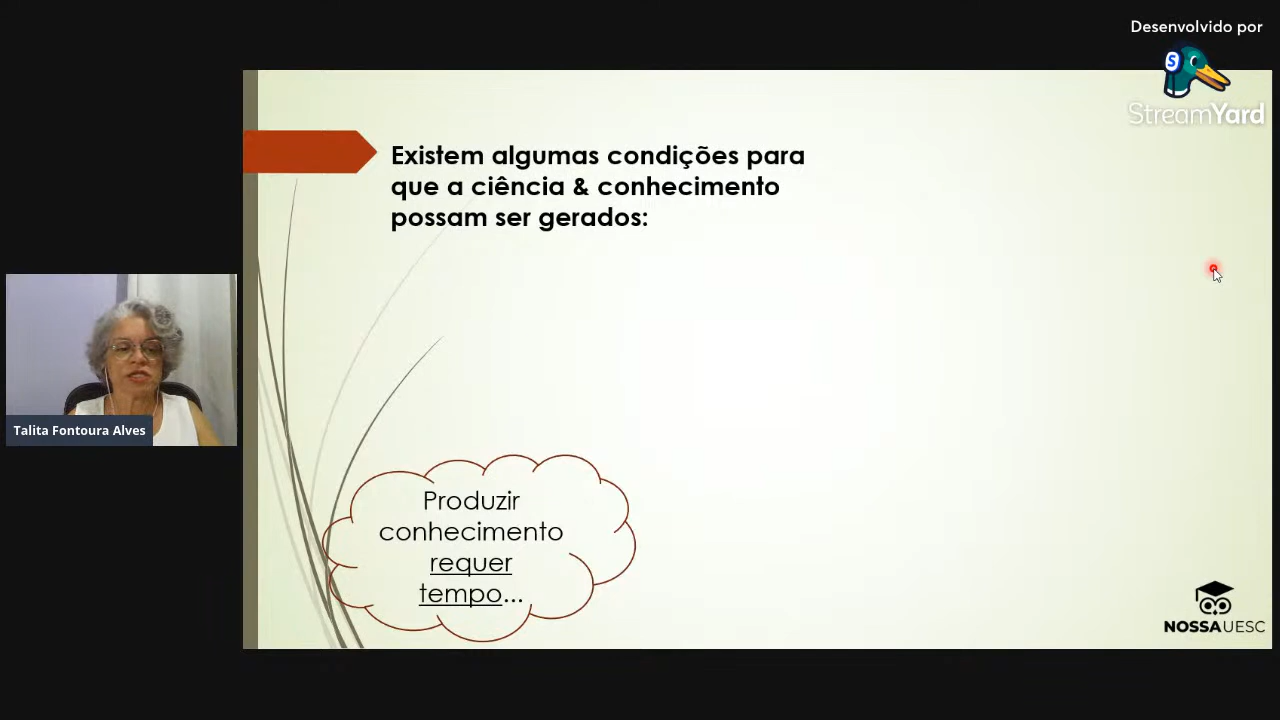 Desenvolvido por
S
StreamYard
Existem algumas condições para
que a ciência & conhecimento
possam ser gerados:
Talita Fontoura Alves
Produzir
conhecimento
requer
tempo...
NOSSAUESC